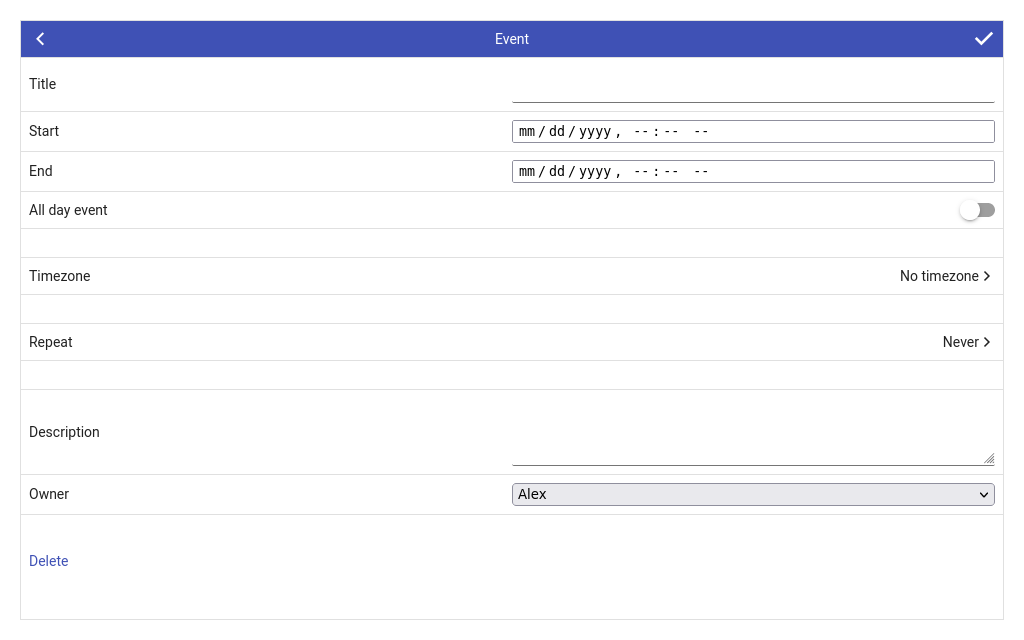 Event
Title
Start mm/dd/yyyy, --:-- --
End mm/dd/yyyy, --:-- --
All day event
Timezone No timezone
Repeat Never
Description
Owner Alex
Delete